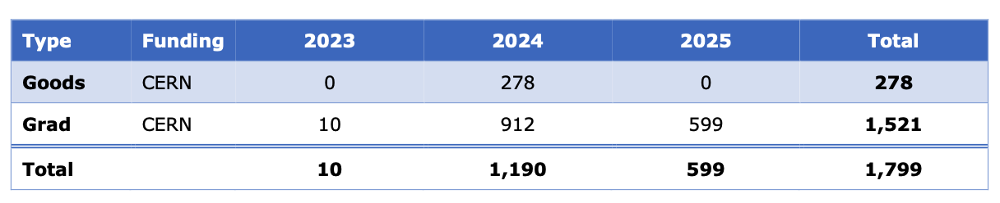 Type Funding 2023 2024 2025 Total
Goods CERN 0 278 0 278
Grad CERN 10 912 599 1,521
Total 10 1,190 599 1,799